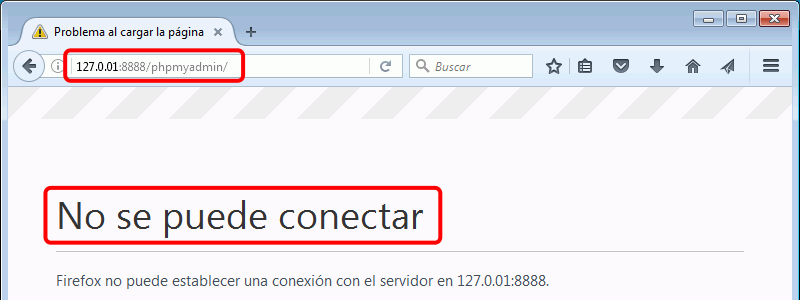 Problema al cargar la página
127.0.01:8888/phpmyadmin/
Buscar
No se puede conectar
Firefox no puede establecer una conexión con el servidor en 127.0.01:8888.